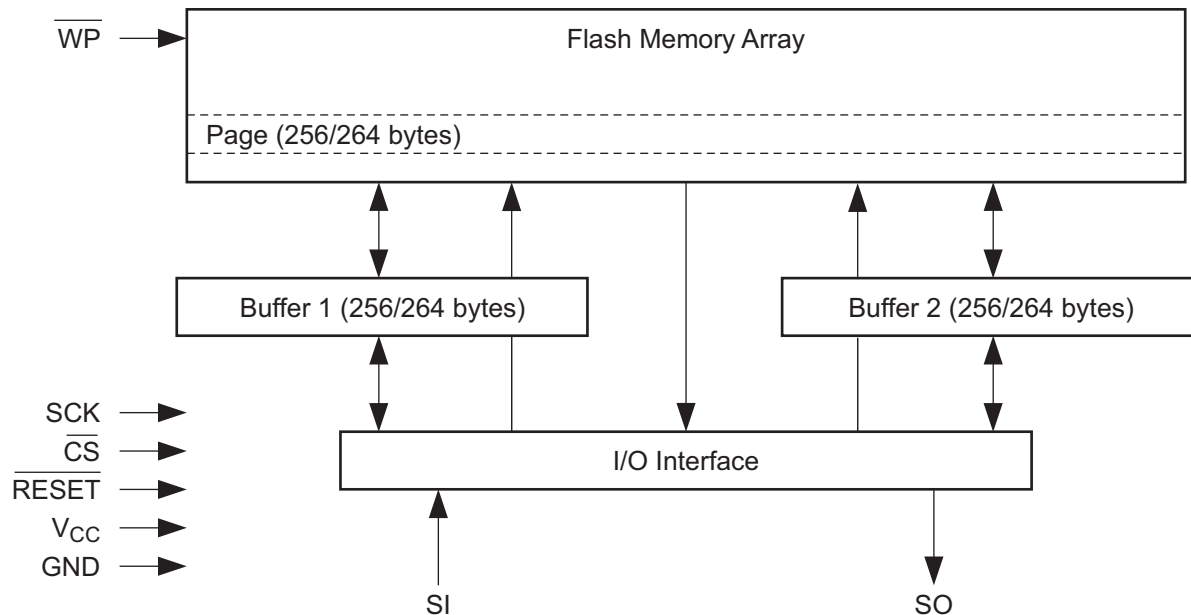 WP
Flash Memory Array
Page (256/264 bytes)
Buffer 1 (256/264 bytes)
Buffer 2 (256/264 bytes)
SCK
CS
RESET
VCC
GND
I/O Interface
SI
SO